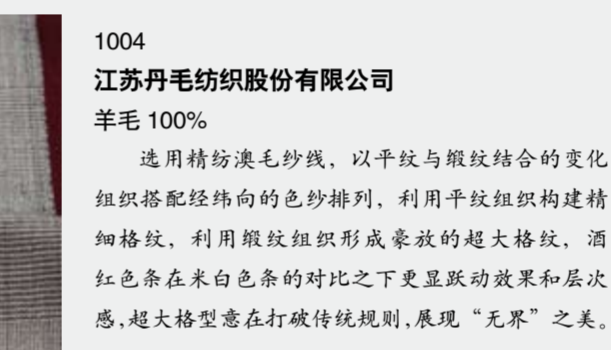 1004
江苏丹毛纺织股份有限公司
羊毛 100%
选用精纺澳毛纱线，以平纹与缎纹结合的变化
组织搭配经纬向的色纱排列，利用平纹组织构建精
细格纹，利用缎纹组织形成豪放的超大格纹，酒
红色条在米白色条的对比之下更显跃动效果和层次
感，超大格型意在打破传统规则，展现“无界”之美。